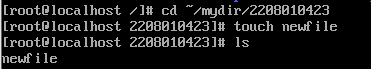 [root@localhost /]# cd ~/mydir/2208010423
[root@localhost 2208010423]# touch newfile
[root@localhost 2208010423]# ls
newfile